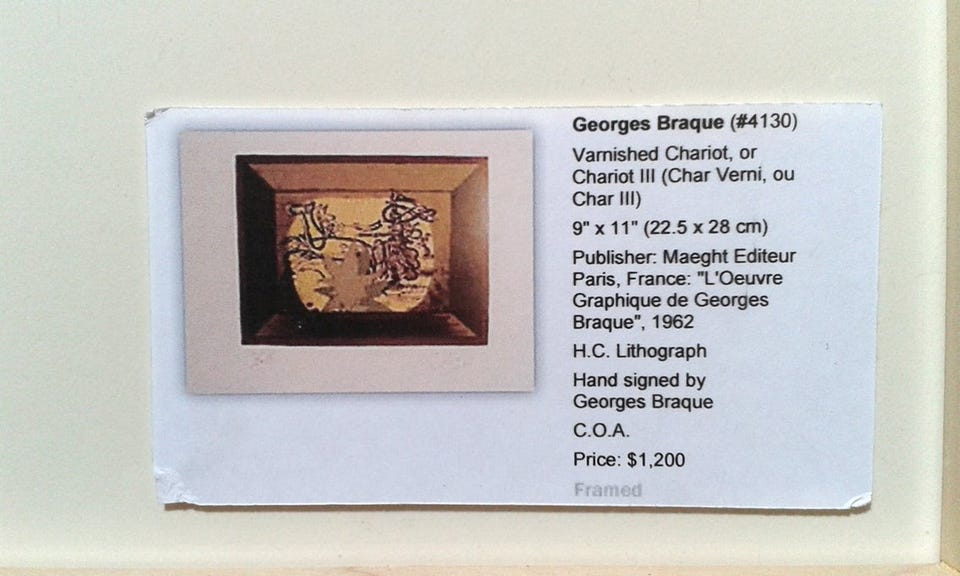 Georges Braque (#4130)
Varnished Chariot, or
Chariot III (Char Verni, ou
Char III)
9" x 11" (22.5 x 28 cm)
Publisher: Maeght Editeur
Paris, France: "L'Oeuvre
Graphique de Georges
Braque", 1962
H.C. Lithograph
Hand signed by
Georges Braque
C.O.A.
Price: $1,200
Framed